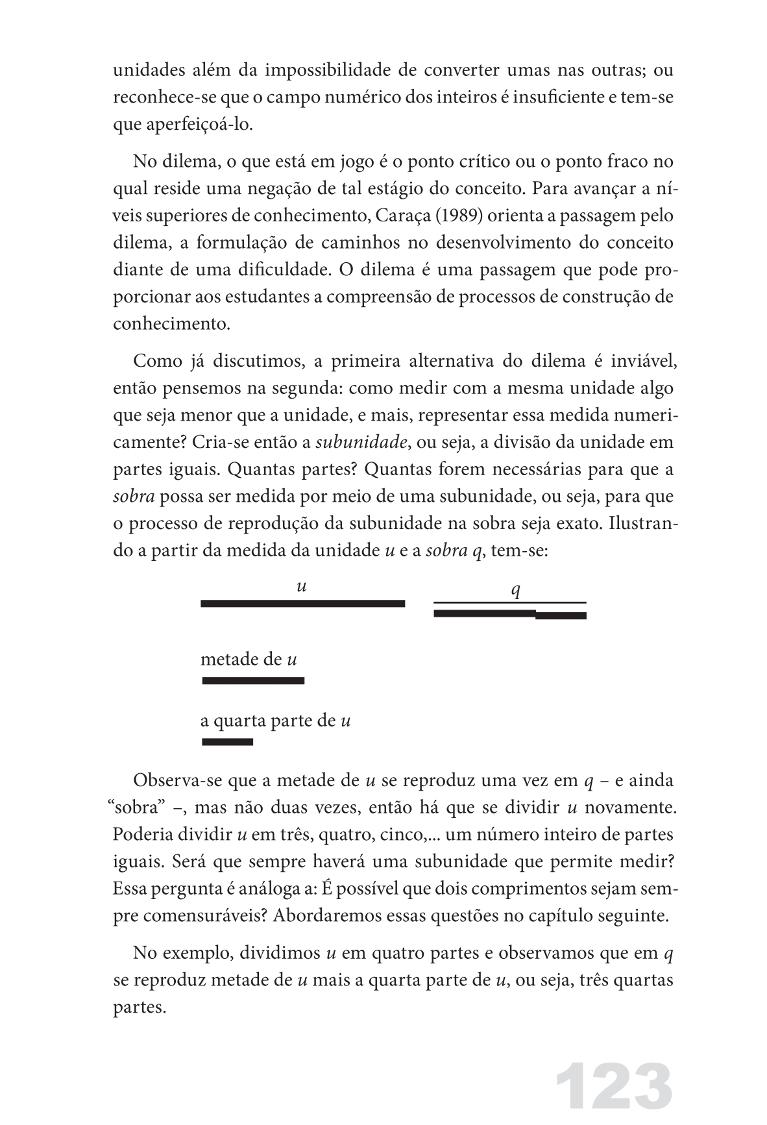 unidades além da impossibilidade de converter umas nas outras; ou
reconhece-se que o campo numérico dos inteiros é insuficiente e tem-se
que aperfeiçoá-lo.
No dilema, o que está em jogo é o ponto crítico ou o ponto fraco no
qual reside uma negação de tal estágio do conceito. Para avançar a ní-
veis superiores de conhecimento, Caraça (1989) orienta a passagem pelo
dilema, a formulação de caminhos no desenvolvimento do conceito
diante de uma dificuldade. O dilema é uma passagem que pode pro-
porcionar aos estudantes a compreensão de processos de construção de
conhecimento.
Como já discutimos, a primeira alternativa do dilema é inviável,
então pensemos na segunda: como medir com a mesma unidade algo
que seja menor que a unidade, e mais, representar essa medida numeri-
camente? Cria-se então a subunidade, ou seja, a divisão da unidade em
partes iguais. Quantas partes? Quantas forem necessárias para que a
sobra possa ser medida por meio de uma subunidade, ou seja, para que
o processo de reprodução da subunidade na sobra seja exato. Ilustran-
do a partir da medida da unidade u e a sobra q, tem-se:
u q
metade de u
a quarta parte de u
Observa-se que a metade de u se reproduz uma vez em q – e ainda
“sobra” –, mas não duas vezes, então há que se dividir u novamente.
Poderia dividir u em três, quatro, cinco,... um número inteiro de partes
iguais. Será que sempre haverá uma subunidade que permite medir?
Essa pergunta é análoga a: É possível que dois comprimentos sejam sem-
pre comensuráveis? Abordaremos essas questões no capítulo seguinte.
No exemplo, dividimos u em quatro partes e observamos que em q
se reproduz metade de u mais a quarta parte de u, ou seja, três quartas
partes.
123